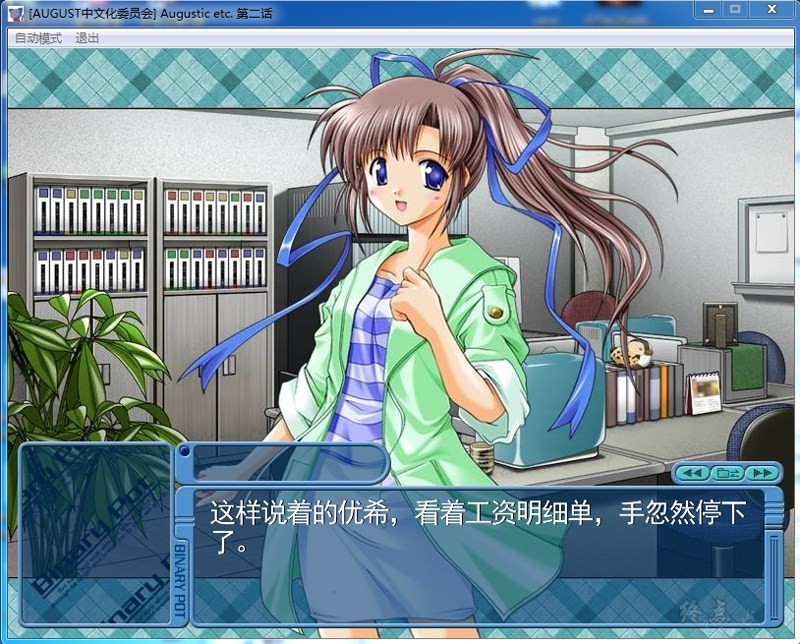 [AUGUST中文化委员会] Augustic etc. 第二话
自动模式 退出
这样说着的优希，看着工资明细单，手忽然停下
了。
BINARY POT
Binary Pot